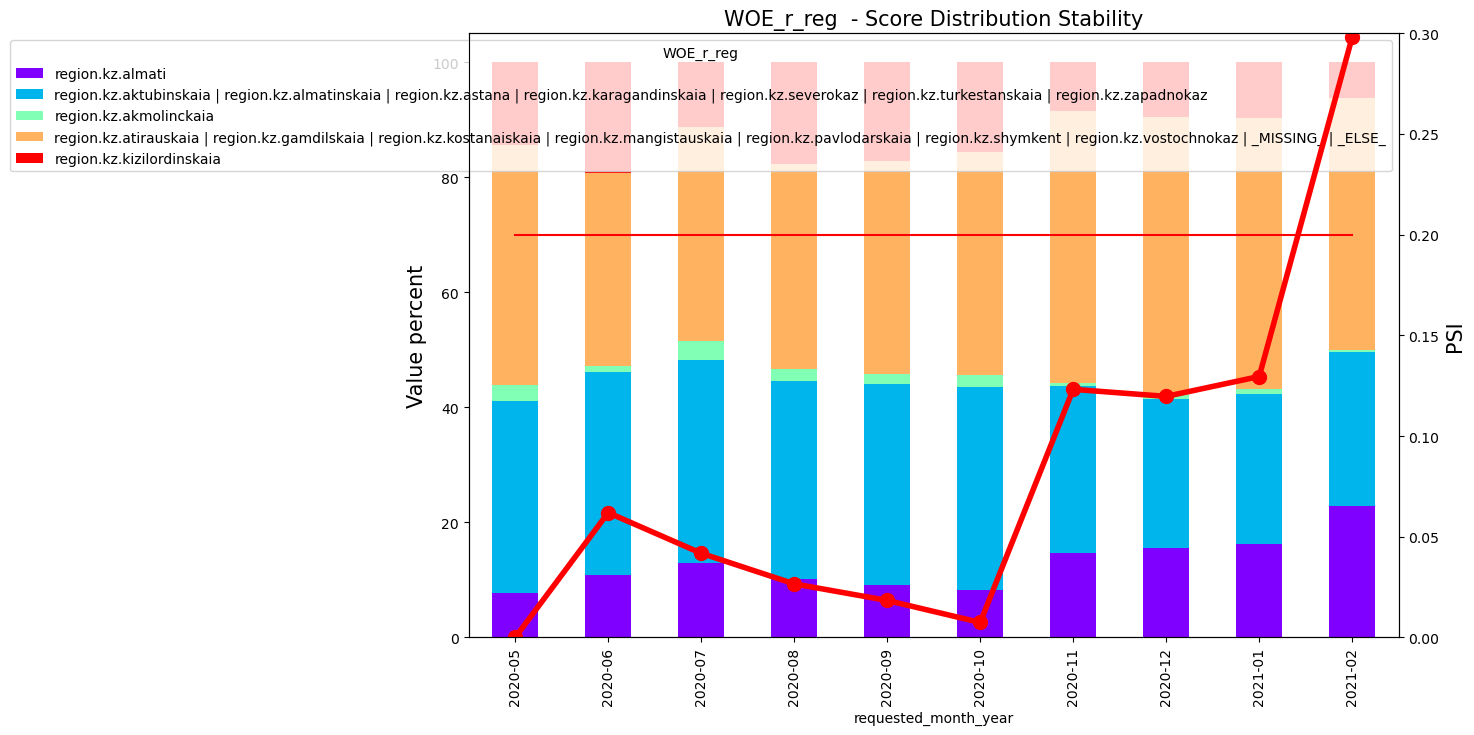 WOE_r_reg - Score Distribution Stability
WOE_r_reg
region.kz.almati
region.kz.aktubinskaia | region.kz.almatinskaia | region.kz.astana | region.kz.karagandinskaia | region.kz.severokaz | region.kz.turkestanskaia | region.kz.zapadnokaz
region.kz.akmolinckaia
region.kz.atirauskaia | region.kz.gamdilskaia | region.kz.kostanaiskaia | region.kz.mangistauskaia | region.kz.pavlodarskaia | region.kz.shymkent | region.kz.vostochnokaz | _MISSING_ | _ELSE_
region.kz.kizilordinskaia
Value percent
100
80
60
40
20
0
0.30
0.25
0.20
0.15
0.10
0.05
0.00
PSI
2020-05
2020-06
2020-07
2020-08
2020-09
2020-10
2020-11
2020-12
2021-01
2021-02
requested_month_year